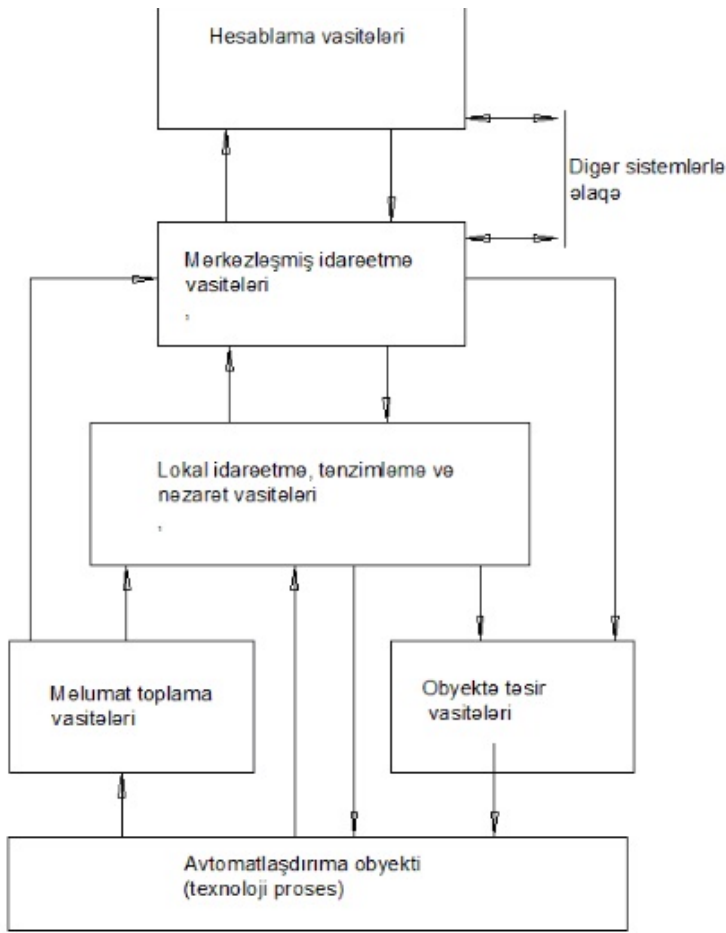 Hesablama vasitələri
Digər sistemlərlə
əlaqə
Mərkəzləşmiş idarəetmə
vasitələri
,
Lokal idarəetmə, tənzimləmə və
nəzarət vasitələri
,
Məlumat toplama
vasitələri
Obyektə təsir
vasitələri
Avtomatlaşdırıma obyekti
(texnoloji proses)